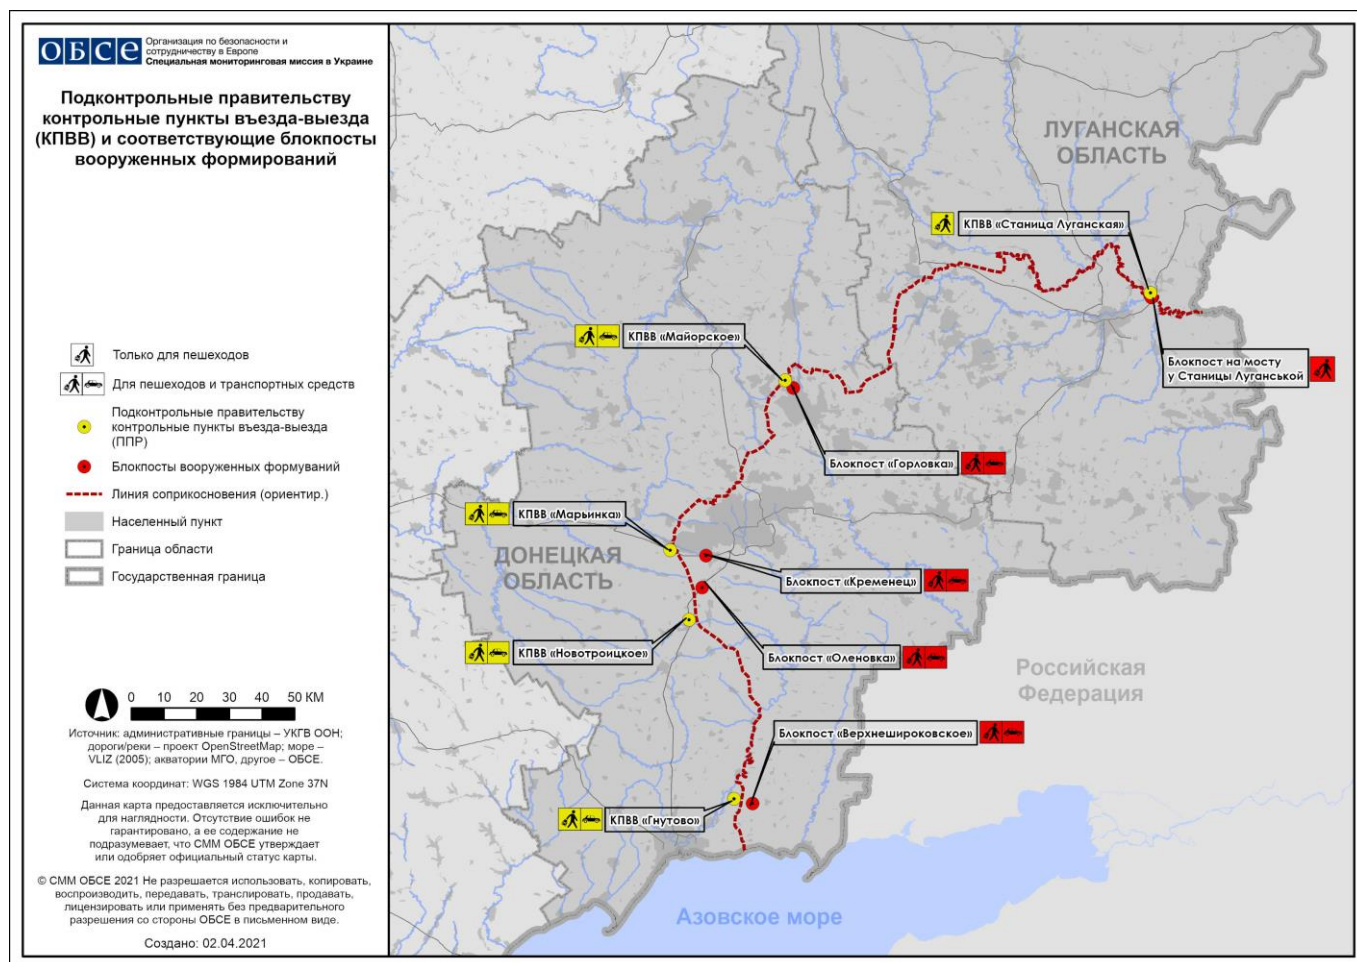 ОБСЕ
Организация по безопасности и
сотрудничеству в Европе
Специальная мониторинговая миссия в Украине
Подконтрольные правительству
контрольные пункты въезда-выезда
(КПВВ) и соответствующие блокпосты
вооруженных формирований
Только для пешеходов
Для пешеходов и транспортных средств
Подконтрольные правительству
контрольные пункты въезда-выезда
(ППР)
Блокпосты вооруженных формуваний
Линия соприкосновения (ориентир.)
Населенный пункт
Граница области
Государственная граница
0 10 20 30 40 50 КМ
Источник: административные границы – УКГВ ООН;
дороги/реки – проект OpenStreetMap; море –
VLIZ (2005); акватории МГО, другое – ОБСЕ.
Система координат: WGS 1984 UTM Zone 37N
Данная карта предоставляется исключительно
для наглядности. Отсутствие ошибок не
гарантировано, а ее содержание не
подразумевает, что СММ ОБСЕ утверждает
или одобряет официальный статус карты.
© СММ ОБСЕ 2021 Не разрешается использовать, копировать,
воспроизводить, передавать, транслировать, продавать,
лицензировать или применять без предварительного
разрешения со стороны ОБСЕ в письменном виде.
Создано: 02.04.2021
ЛУГАНСКАЯ
ОБЛАСТЬ
КПВВ «Станица Луганская»
КПВВ «Майорское»
Блокпост на мосту
у Станицы Луганськой
Блокпост «Горловка»
КПВВ «Марьинка»
ДОНЕЦКАЯ
ОБЛАСТЬ
Блокпост «Кременец»
КПВВ «Новотроицкое»
Блокпост «Оленовка»
Российская
Федерация
Блокпост «Верхнешироковское»
КПВВ «Гнутово»
Азовское море